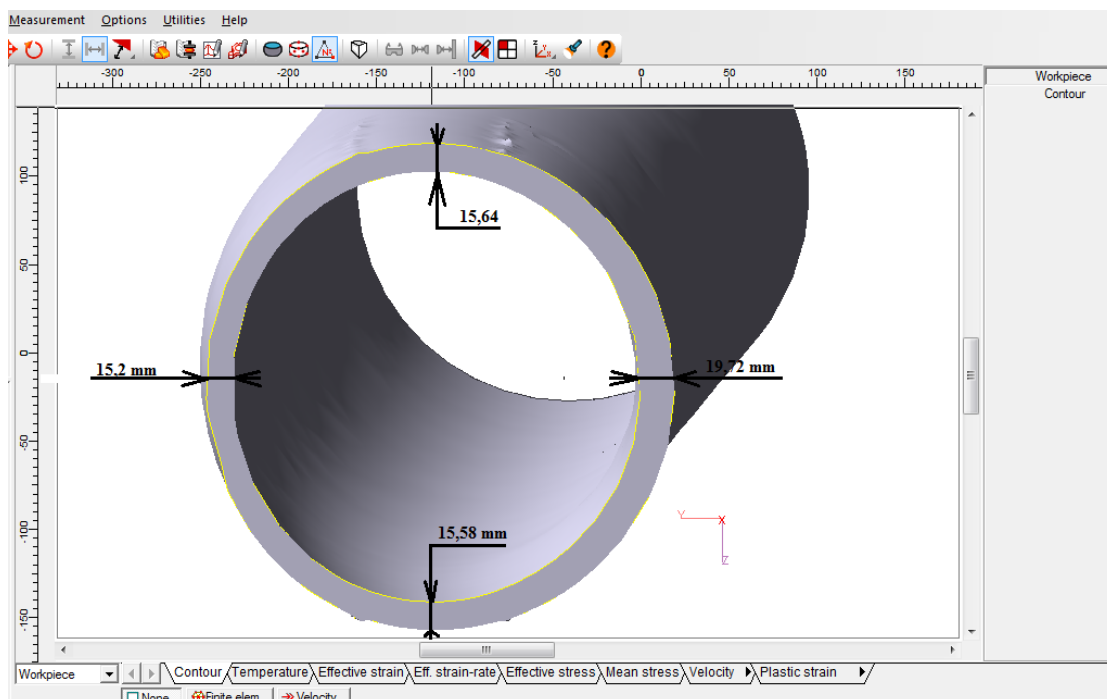 Measurement Options Utilities Help
-300 -250 -200 -150 -100 -50 0 50 100 150
Workpiece
Contour
100
50
0
-50
-100
-150
15,64
15,2 mm
19,72 mm
15,58 mm
Y X
Z
Workpiece Contour Temperature Effective strain Eff. strain-rate Effective stress Mean stress Velocity Plastic strain
None Finite elem. Velocity